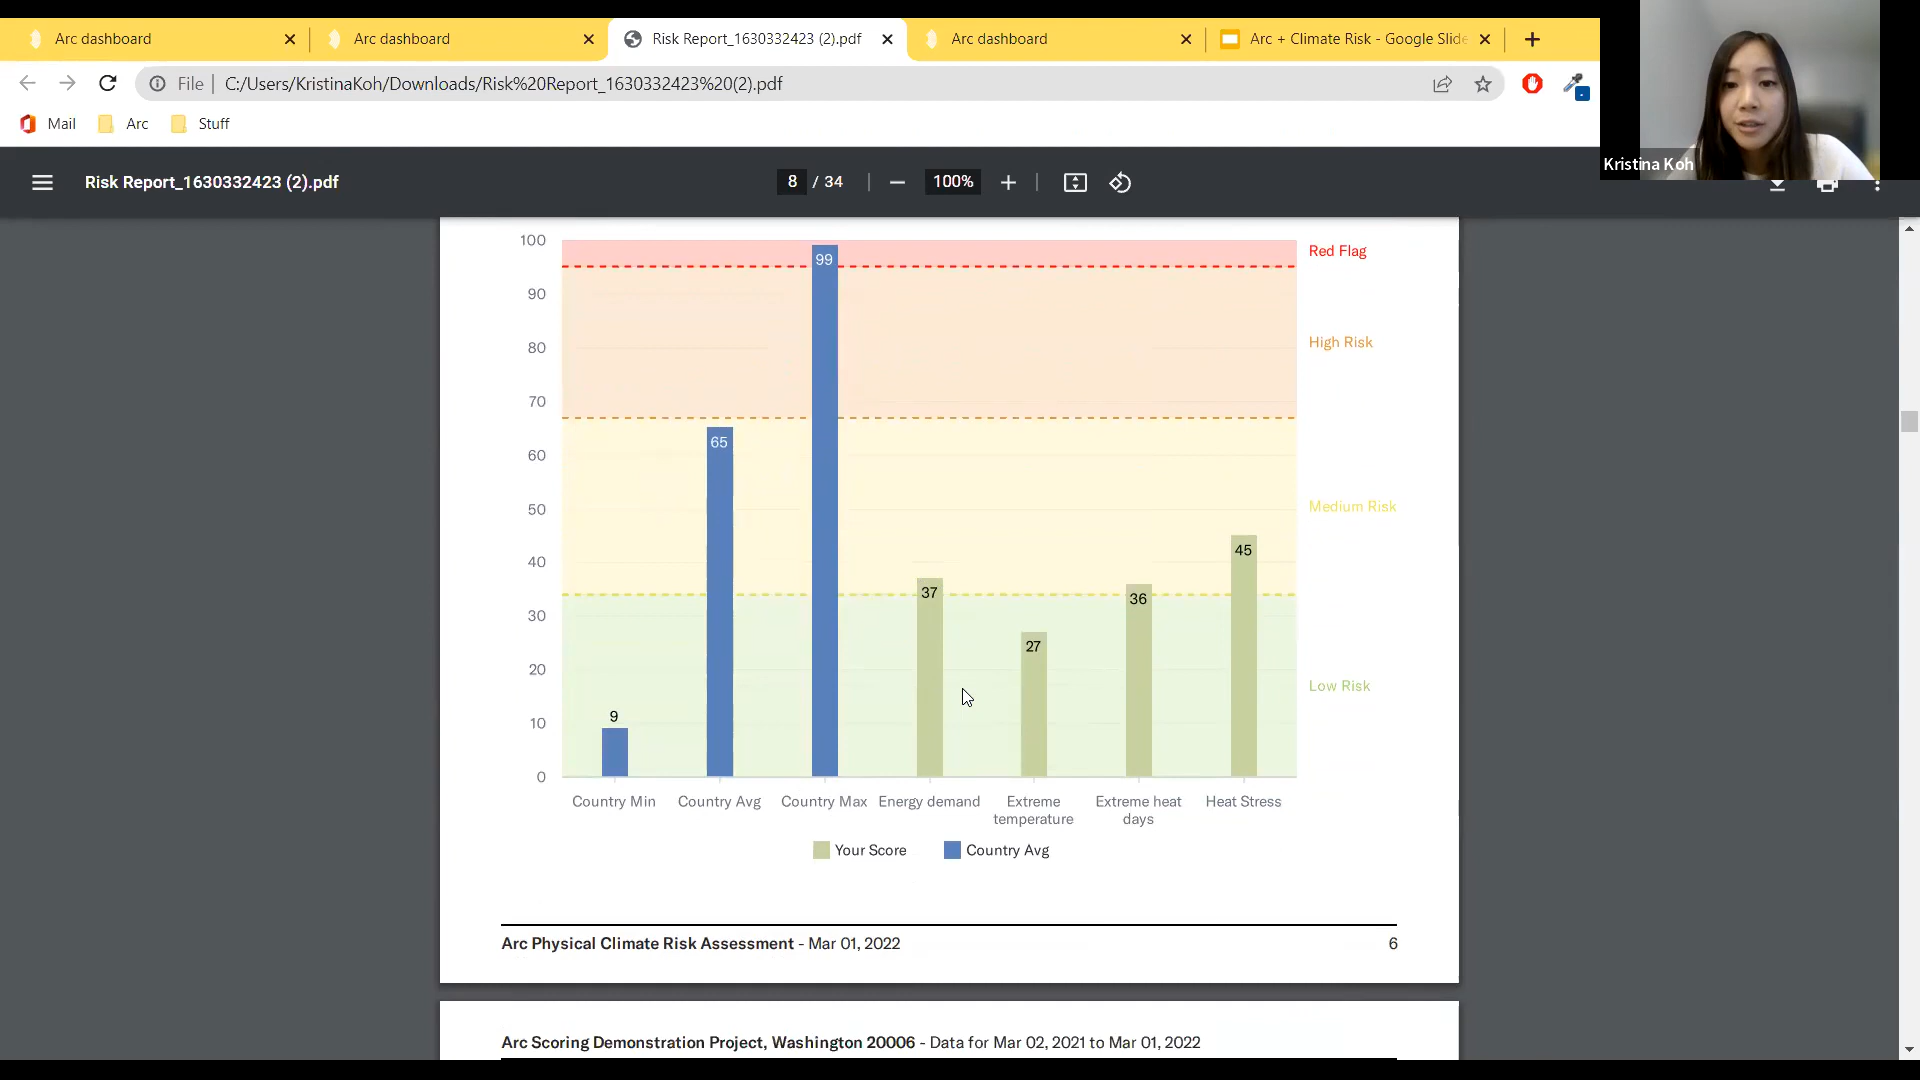 Arc dashboard
Arc dashboard
Risk Report_1630332423 (2).pdf
Arc dashboard
Arc + Climate Risk - Google Slide
File | C:/Users/KristinaKoh/Downloads/Risk%20Report_1630332423%20(2).pdf
Mail
Arc
Stuff
Kristina Koh
Risk Report_1630332423 (2).pdf
8 / 34
100%
100
90
80
70
60
50
40
30
20
10
0
Red Flag
High Risk
Medium Risk
Low Risk
9
65
99
37
27
36
45
Country Min
Country Avg
Country Max
Energy demand
Extreme
temperature
Extreme heat
days
Heat Stress
Your Score
Country Avg
Arc Physical Climate Risk Assessment - Mar 01, 2022
6
Arc Scoring Demonstration Project, Washington 20006 - Data for Mar 02, 2021 to Mar 01, 2022